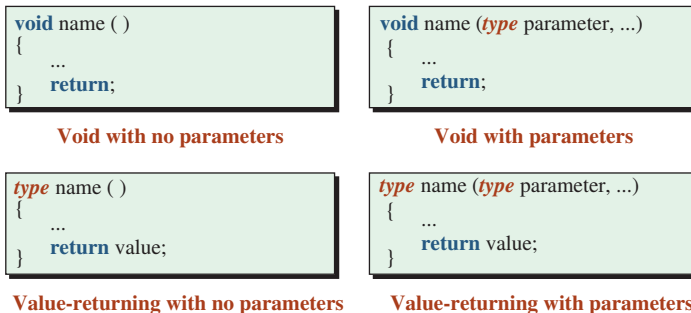 void name ( )
{
...
return;
}
Void with no parameters
void name (type parameter, ...)
{
...
return;
}
Void with parameters
type name ( )
{
...
return value;
}
Value-returning with no parameters
type name (type parameter, ...)
{
...
return value;
}
Value-returning with parameters